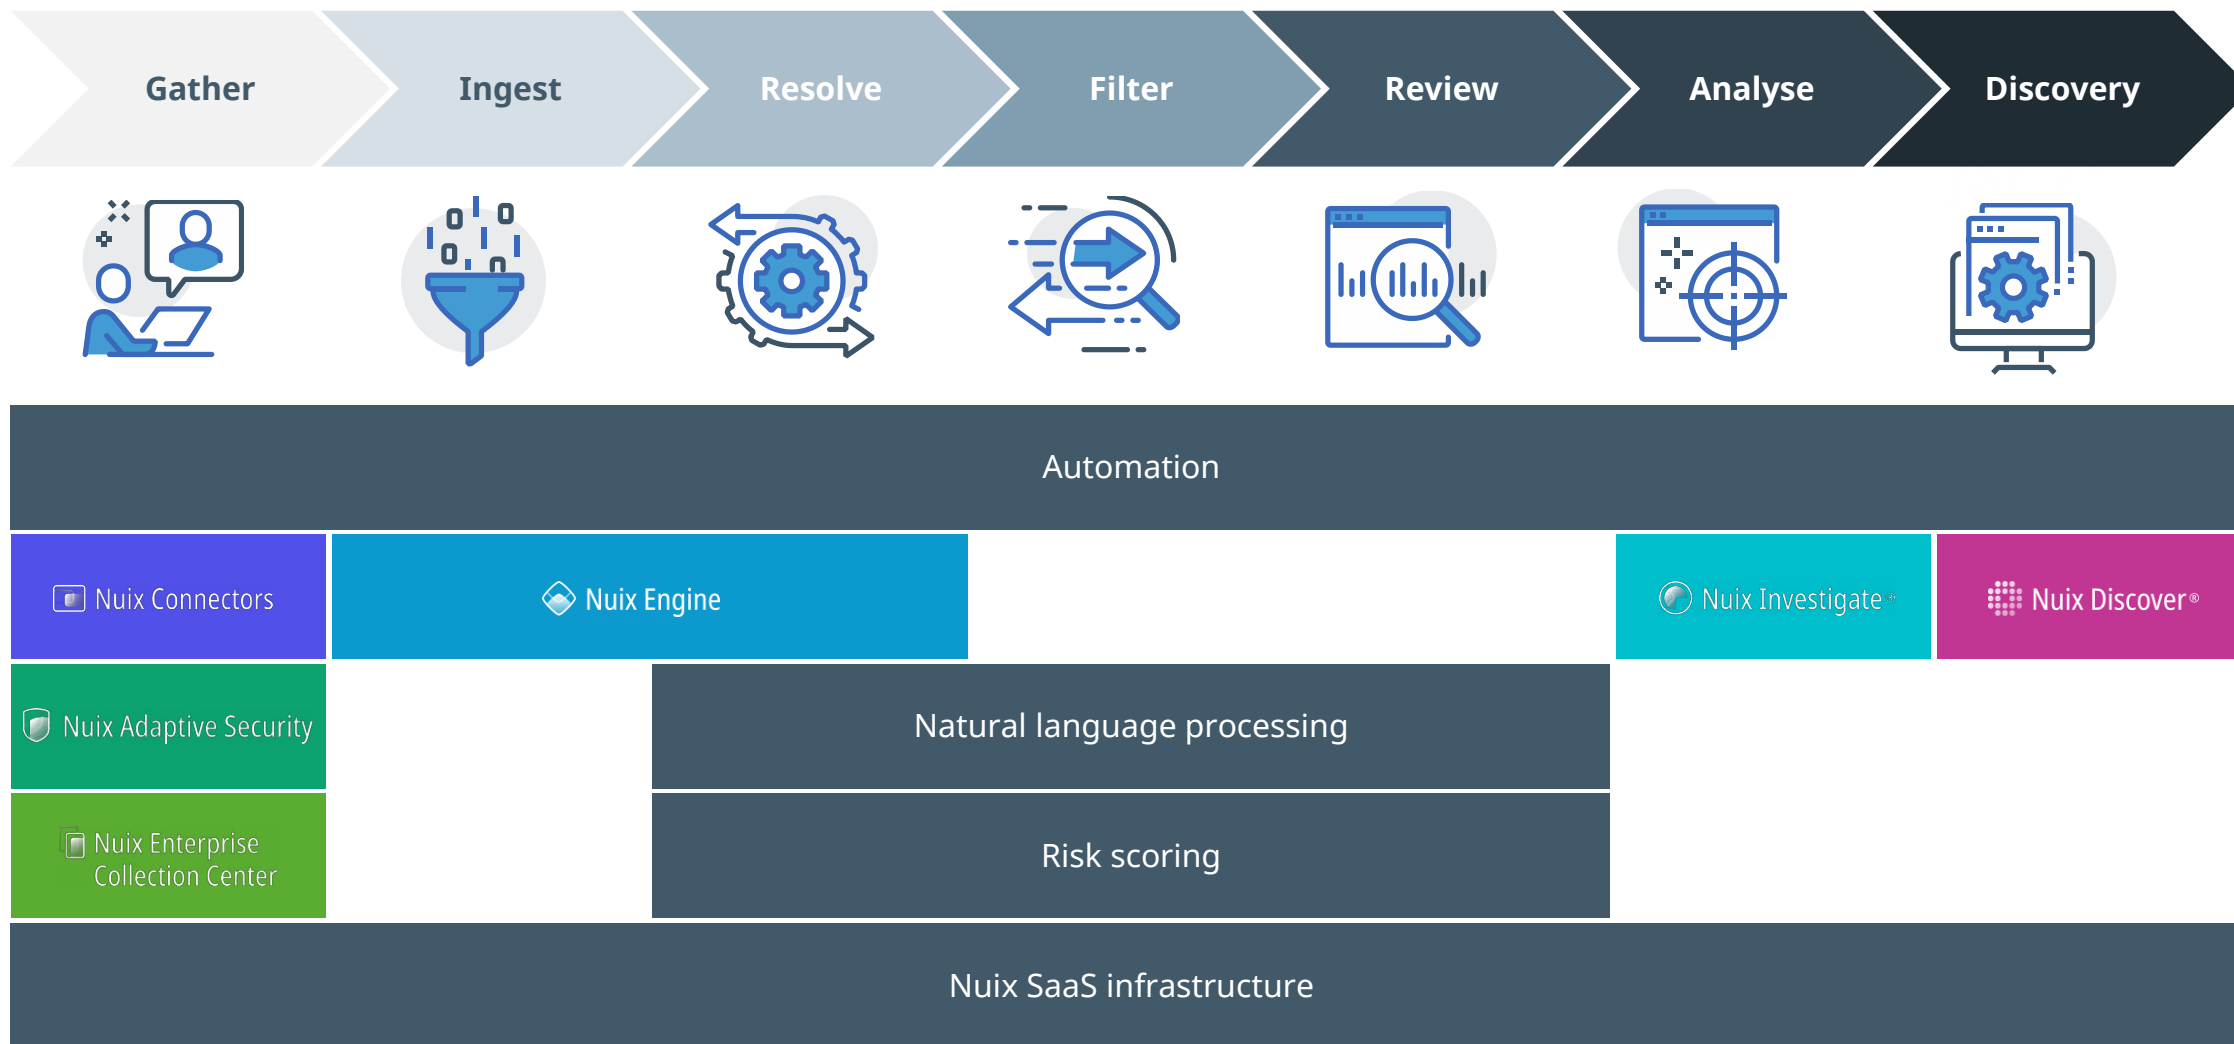 Gather
Ingest
Resolve
Filter
Review
Analyse
Discovery
Automation
Nuix Connectors
Nuix Engine
Nuix Investigate®
Nuix Discover®
Nuix Adaptive Security
Natural language processing
Nuix Enterprise
Collection Center
Risk scoring
Nuix SaaS infrastructure